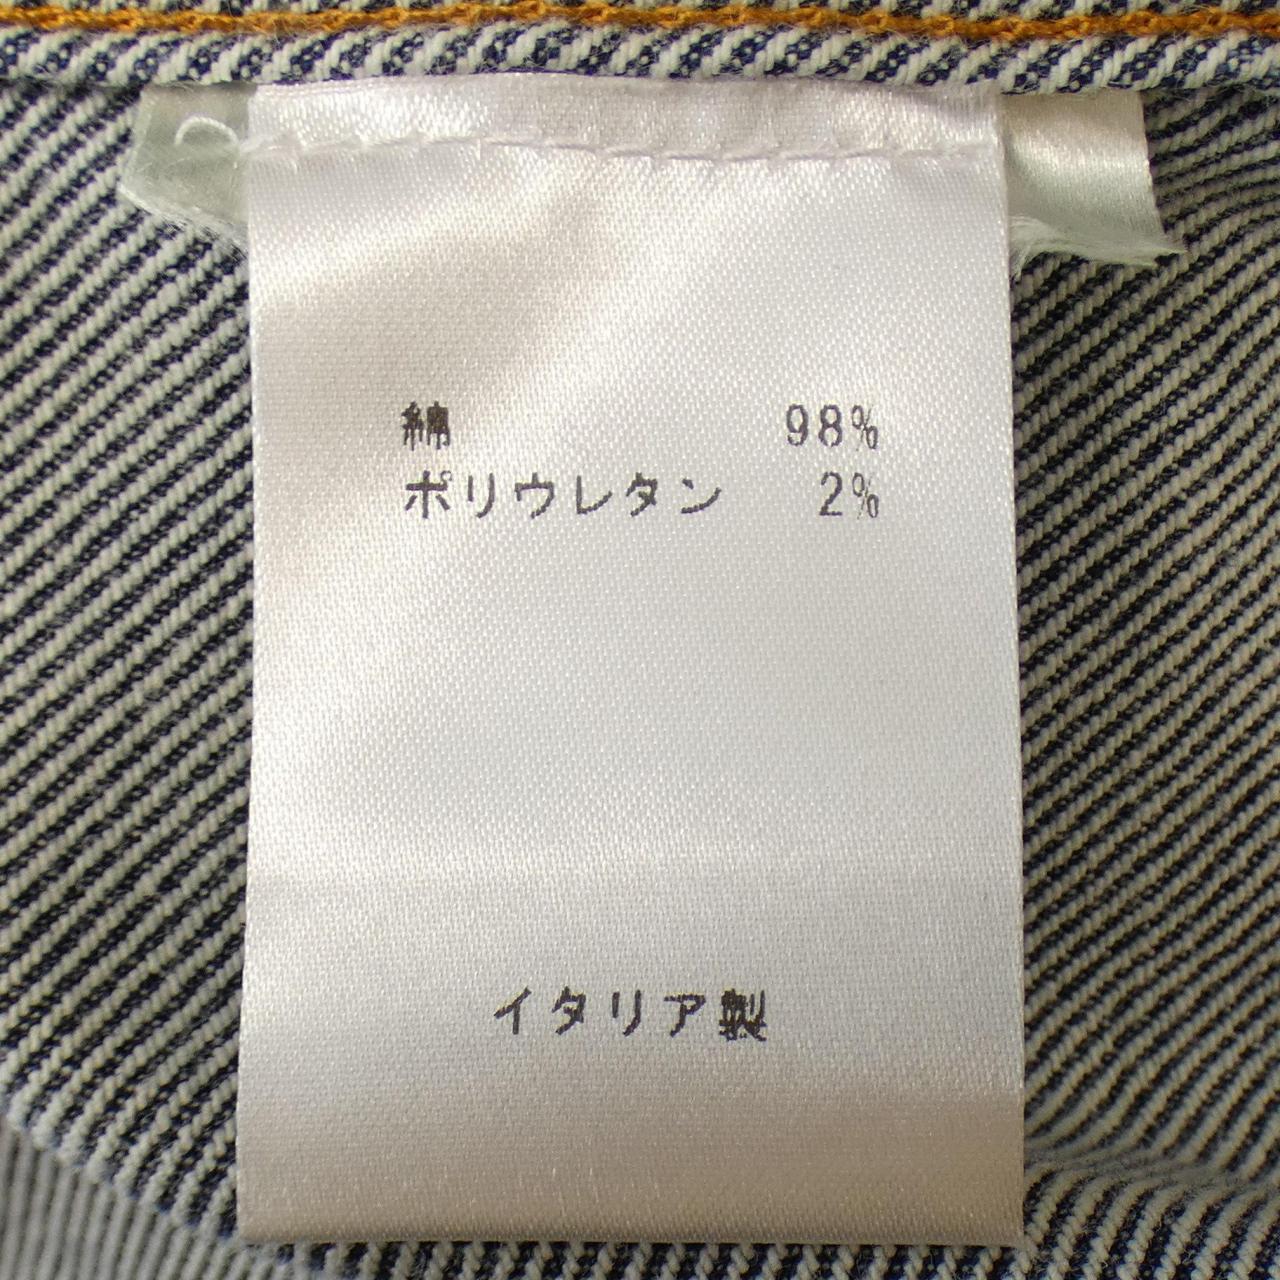 綿 98%
ポリウレタン 2%
イタリア製